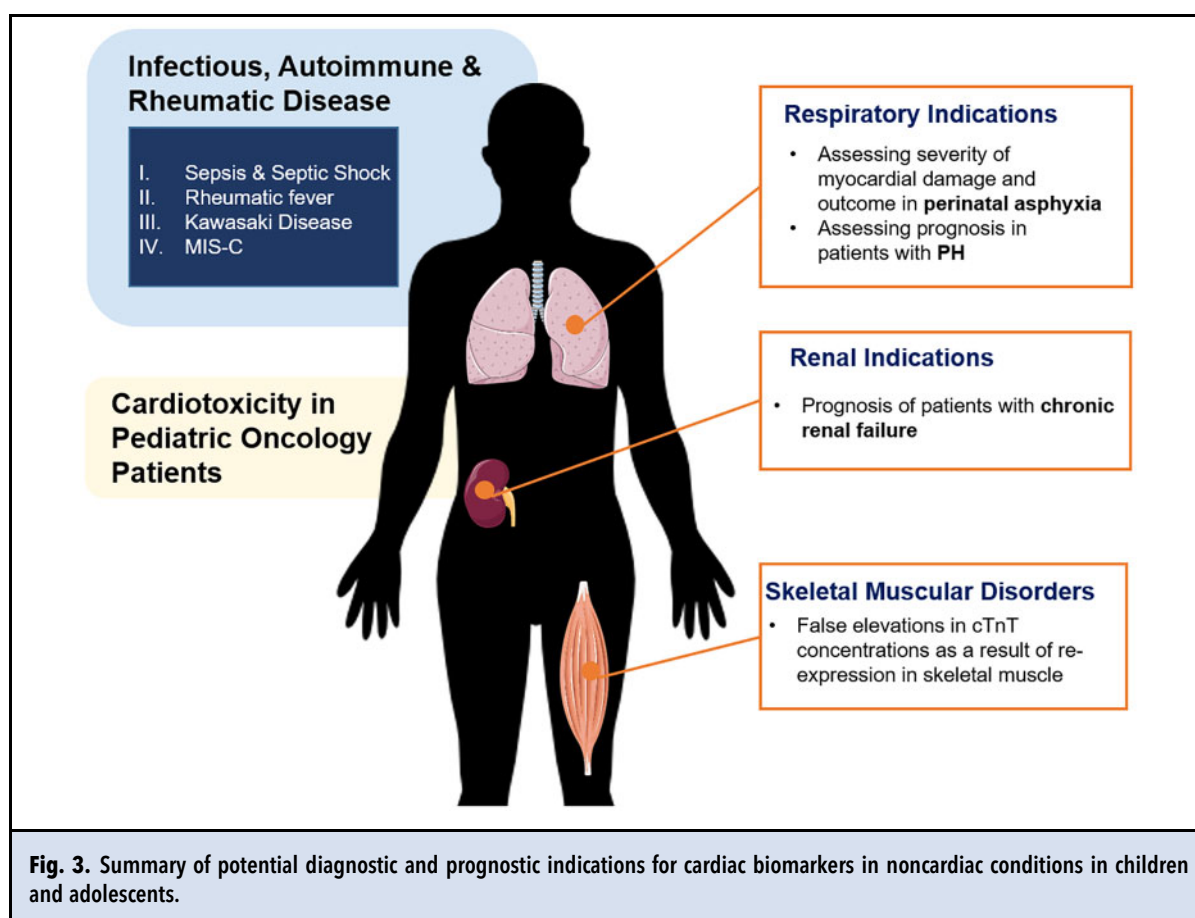 Infectious, Autoimmune &
Rheumatic Disease
I. Sepsis & Septic Shock
II. Rheumatic fever
III. Kawasaki Disease
IV. MIS-C
Cardiotoxicity in
Pediatric Oncology
Patients
Respiratory Indications
• Assessing severity of
myocardial damage and
outcome in perinatal asphyxia
• Assessing prognosis in
patients with PH
Renal Indications
• Prognosis of patients with chronic
renal failure
Skeletal Muscular Disorders
• False elevations in cTnT
concentrations as a result of re-
expression in skeletal muscle
Fig. 3. Summary of potential diagnostic and prognostic indications for cardiac biomarkers in noncardiac conditions in children
and adolescents.